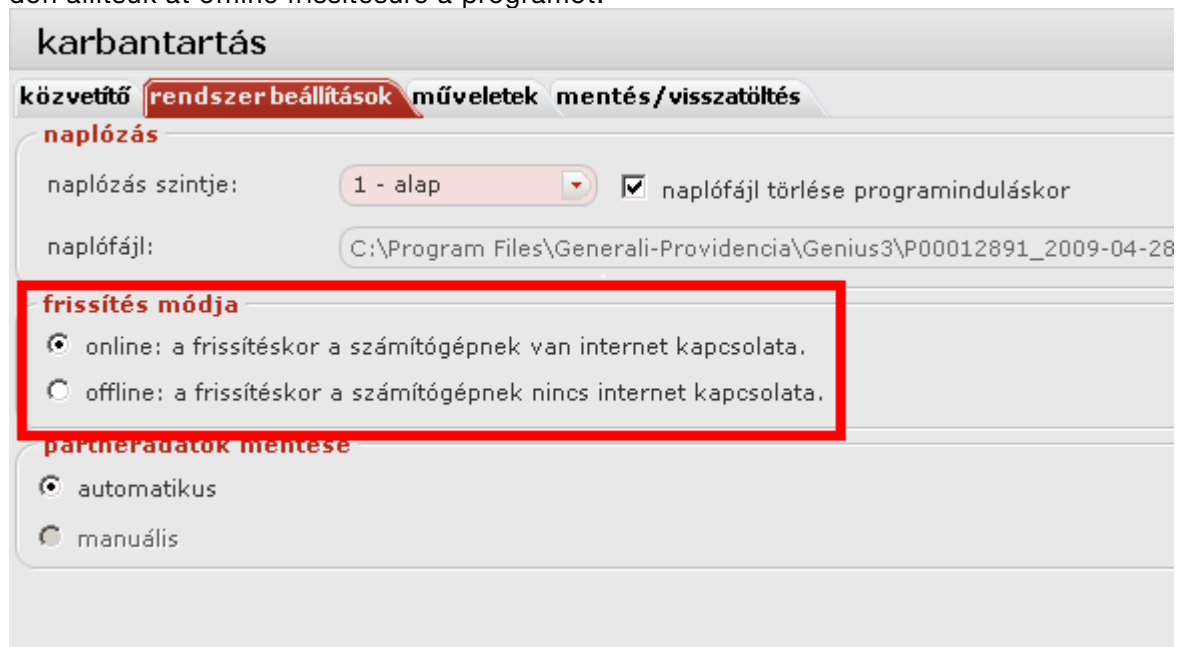 karbantartás
közvetítő rendszer beállítások műveletek mentés/visszatöltés
naplózás
naplózás szintje: 1 - alap naplófájl törlése programinduláskor
naplófájl: C:\Program Files\Generali-Providencia\Genius3\P00012891_2009-04-28
frissítés módja
online: a frissítéskor a számítógépnek van internet kapcsolata.
offline: a frissítéskor a számítógépnek nincs internet kapcsolata.
partneradatok mentése
automatikus
manuális